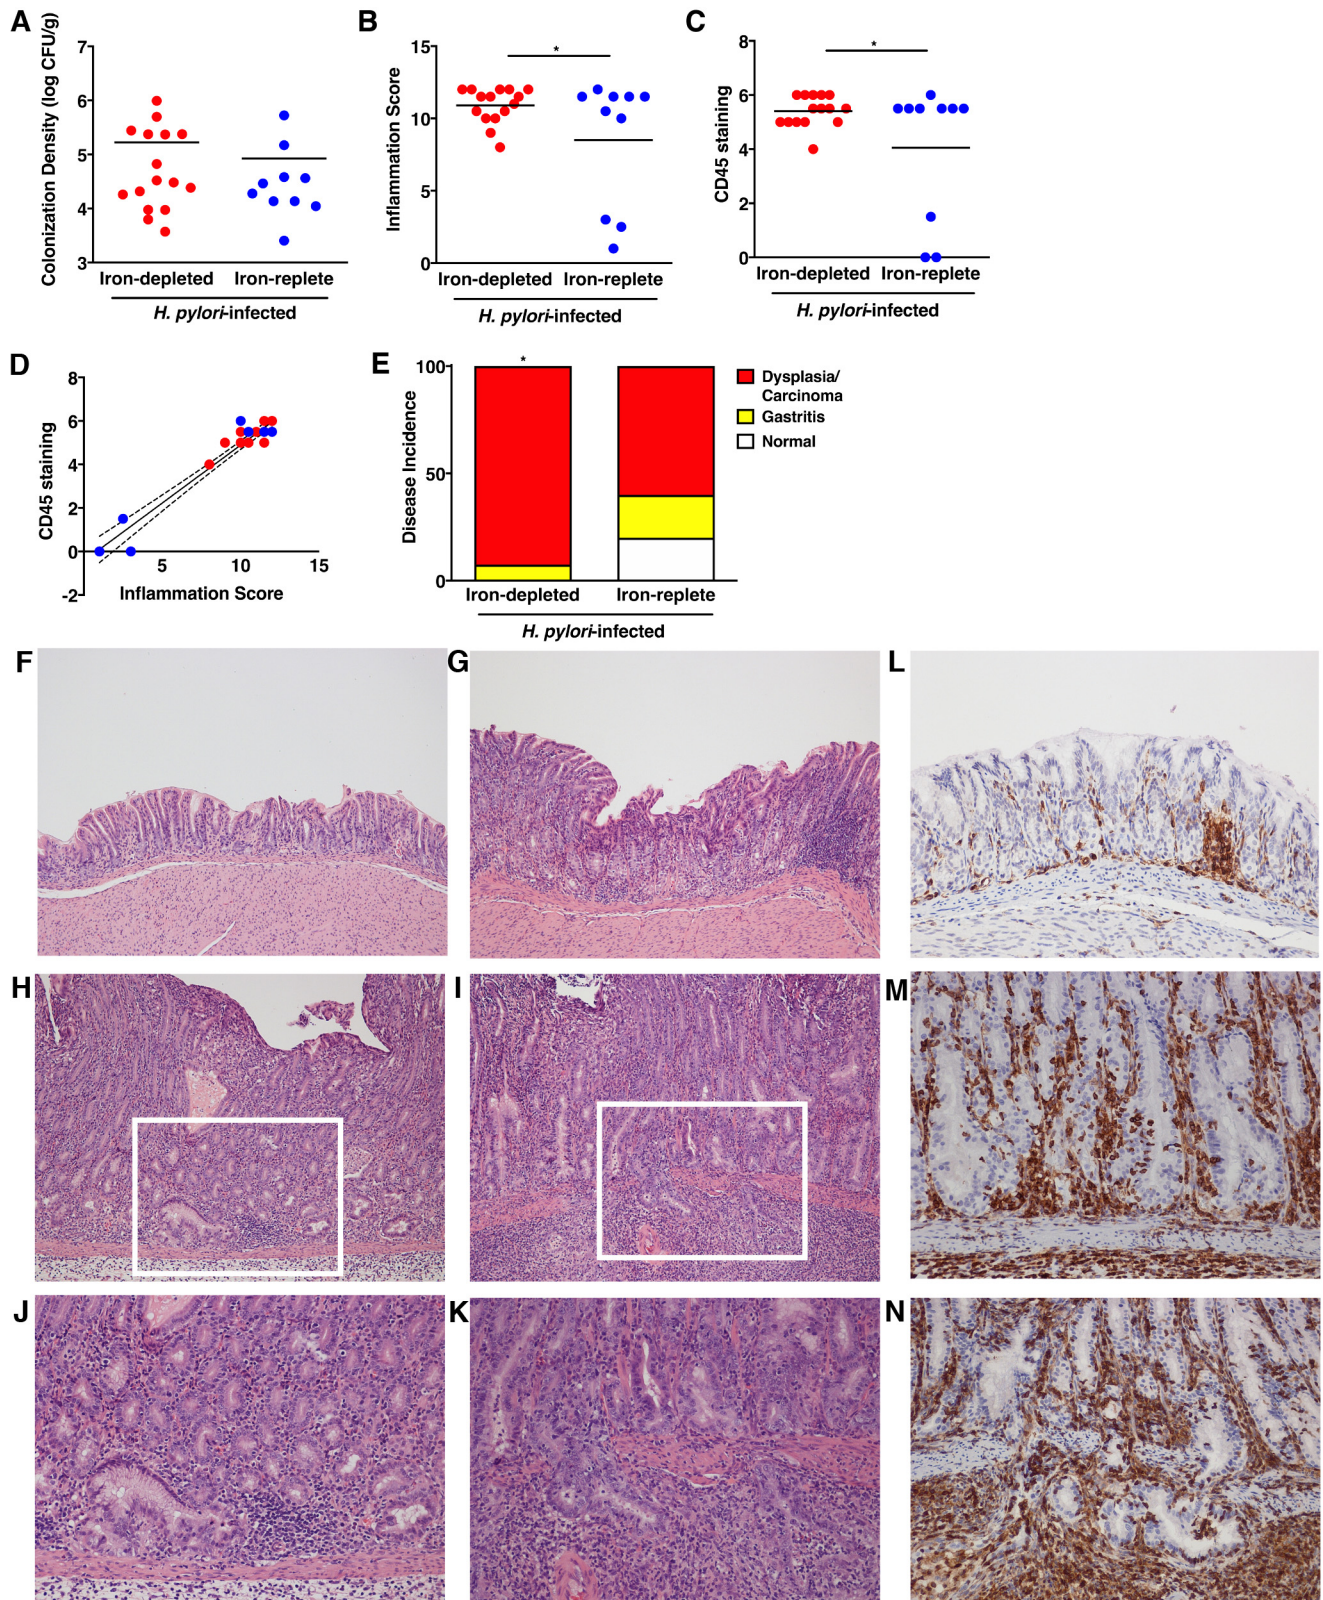 A
Colonization Density (log CFU/g)
7
6
5
4
3
Iron-depleted
Iron-replete
H. pylori-infected
B
Inflammation Score
15
10
5
0
*
Iron-depleted
Iron-replete
H. pylori-infected
C
CD45 staining
8
6
4
2
0
*
Iron-depleted
Iron-replete
H. pylori-infected
D
CD45 staining
8
6
4
2
0
-2
5
10
15
Inflammation Score
E
Disease Incidence
100
50
0
*
Iron-depleted
Iron-replete
H. pylori-infected
Dysplasia/
Carcinoma
Gastritis
Normal
F
G
L
H
I
M
J
K
N